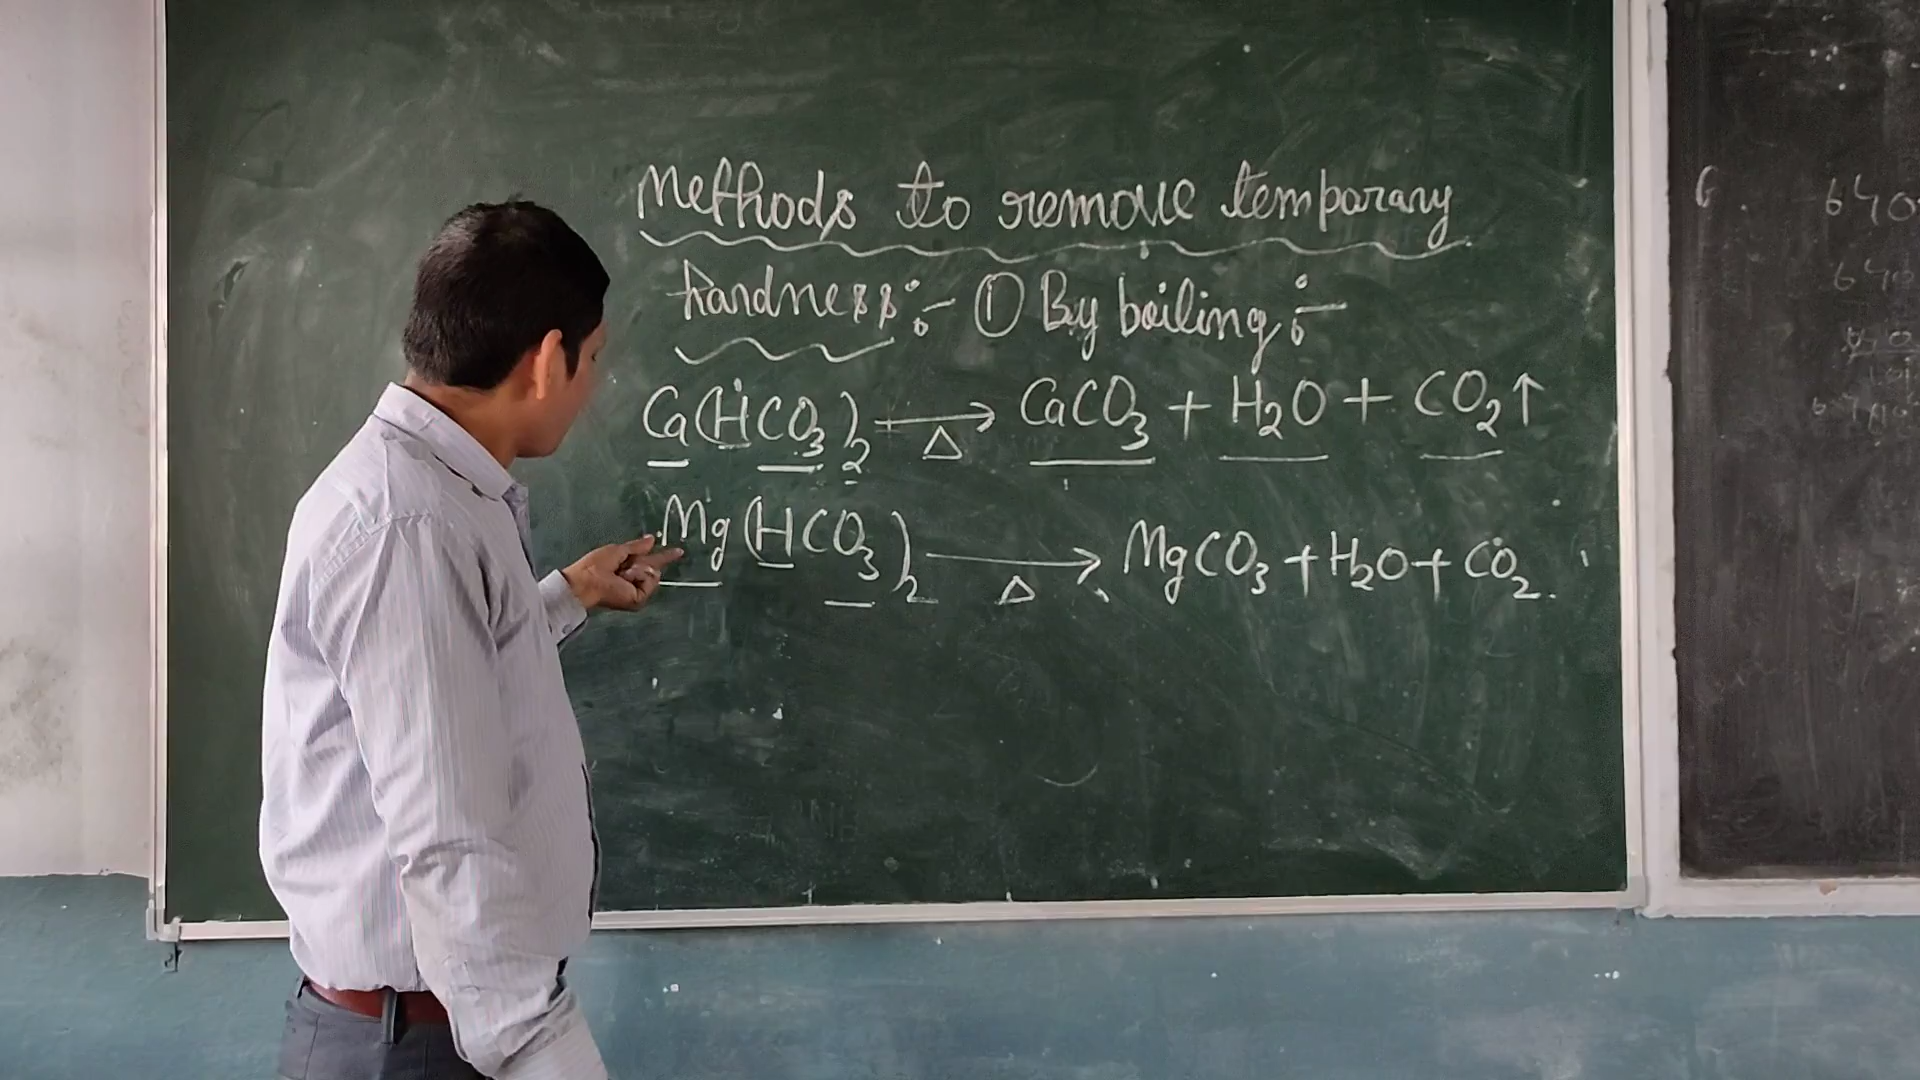 Methods to remove temparary
hardness :- ① By boiling :-
Ca(HCO₃)₂ →Δ CaCO₃ + H₂O + CO₂↑
Mg(HCO₃)₂ →Δ MgCO₃ + H₂O + CO₂.